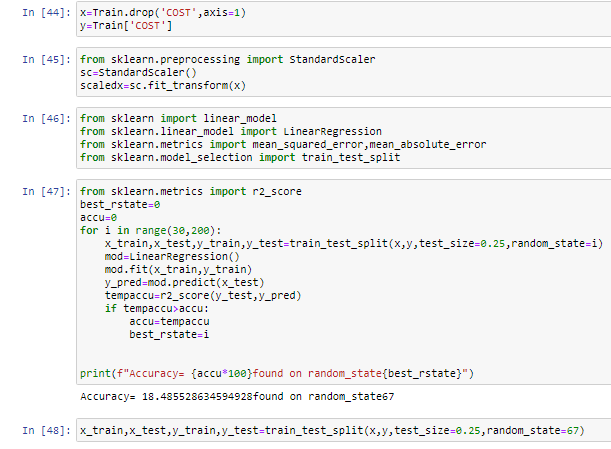 In [44]: x=Train.drop('COST',axis=1)
y=Train['COST']
In [45]: from sklearn.preprocessing import StandardScaler
sc=StandardScaler()
scaledx=sc.fit_transform(x)
In [46]: from sklearn import linear_model
from sklearn.linear_model import LinearRegression
from sklearn.metrics import mean_squared_error,mean_absolute_error
from sklearn.model_selection import train_test_split
In [47]: from sklearn.metrics import r2_score
best_rstate=0
accu=0
for i in range(30,200):
    x_train,x_test,y_train,y_test=train_test_split(x,y,test_size=0.25,random_state=i)
    mod=LinearRegression()
    mod.fit(x_train,y_train)
    y_pred=mod.predict(x_test)
    tempaccu=r2_score(y_test,y_pred)
    if tempaccu>accu:
        accu=tempaccu
        best_rstate=i
print(f"Accuracy= {accu*100}found on random_state{best_rstate}")
Accuracy= 18.485528634594928found on random_state67
In [48]: x_train,x_test,y_train,y_test=train_test_split(x,y,test_size=0.25,random_state=67)